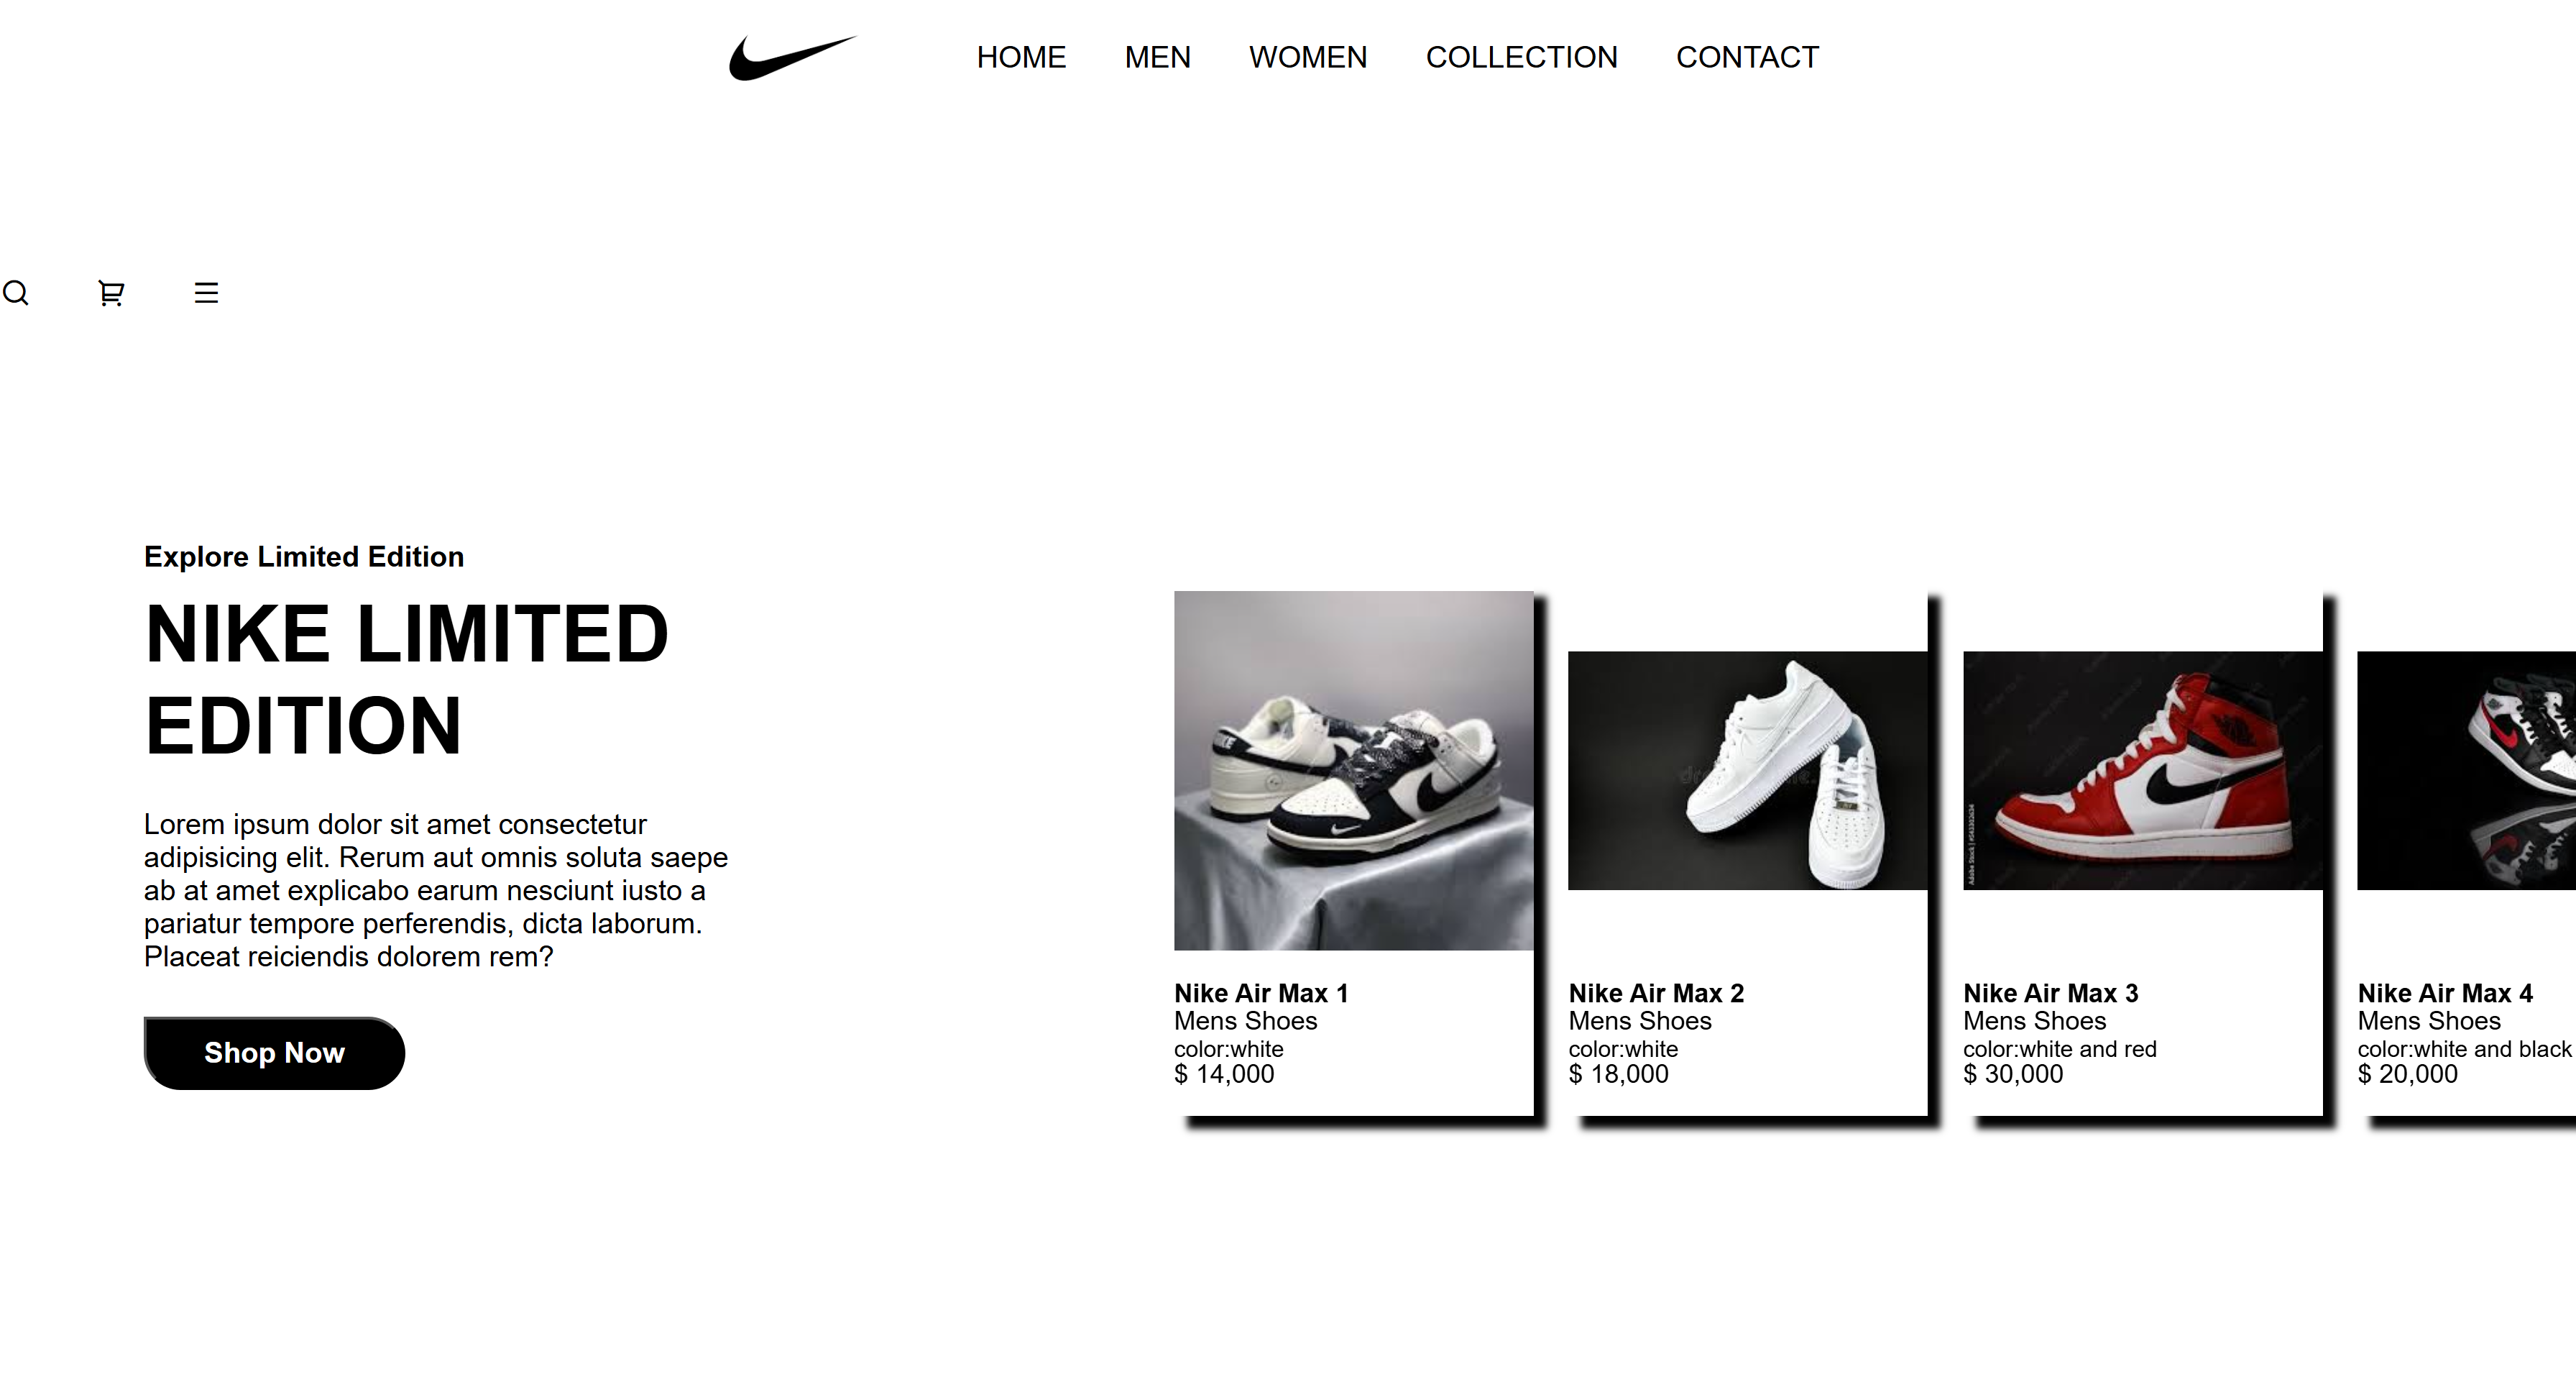 HOME MEN WOMEN COLLECTION CONTACT
Explore Limited Edition
NIKE LIMITED
EDITION
Lorem ipsum dolor sit amet consectetur
adipisicing elit. Rerum aut omnis soluta saepe
ab at amet explicabo earum nesciunt iusto a
pariatur tempore perferendis, dicta laborum.
Placeat reiciendis dolorem rem?
Shop Now
Nike Air Max 1
Mens Shoes
color:white
$ 14,000
Nike Air Max 2
Mens Shoes
color:white
$ 18,000
Nike Air Max 3
Mens Shoes
color:white and red
$ 30,000
Nike Air Max 4
Mens Shoes
color:white and black
$ 20,000